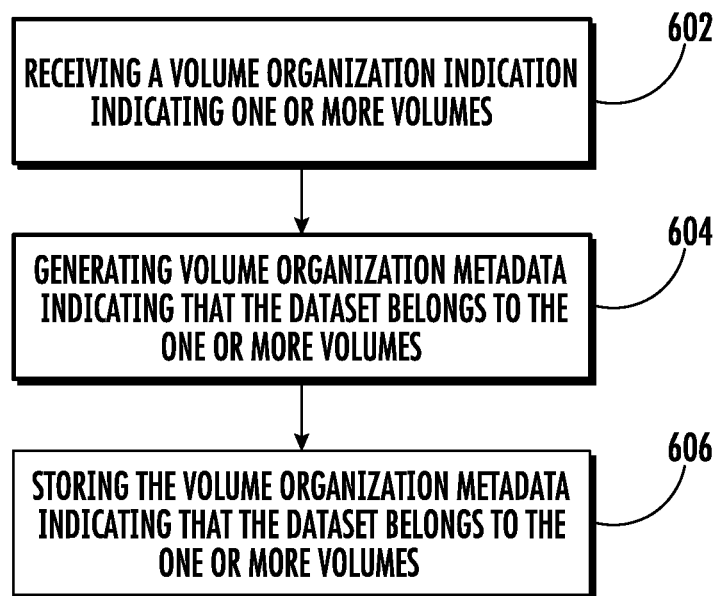 602
RECEIVING A VOLUME ORGANIZATION INDICATION
INDICATING ONE OR MORE VOLUMES
604
GENERATING VOLUME ORGANIZATION METADATA
INDICATING THAT THE DATASET BELONGS TO THE
ONE OR MORE VOLUMES
606
STORING THE VOLUME ORGANIZATION METADATA
INDICATING THAT THE DATASET BELONGS TO THE
ONE OR MORE VOLUMES